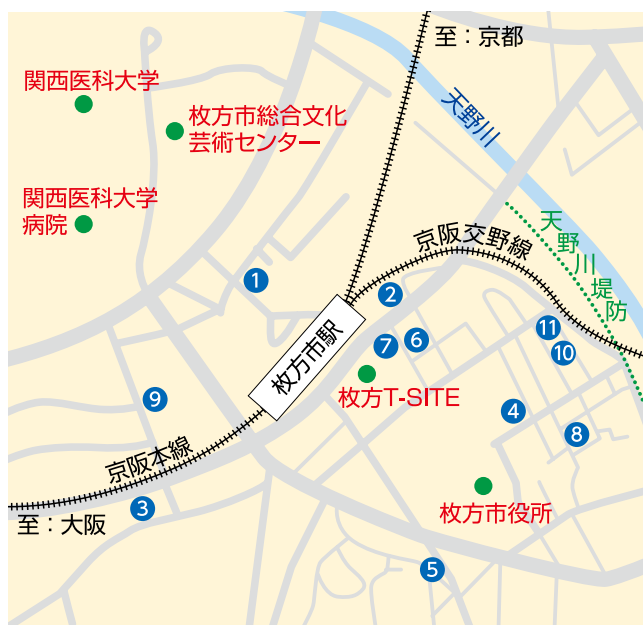 至：京都
関西医科大学
枚方市総合文化
芸術センター
天野川
関西医科大学
病院
天野川堤防
京阪交野線
1
2
枚方市駅
11
6
7
10
枚方T-SITE
9
4
8
京阪本線
枚方市役所
3
至：大阪
5